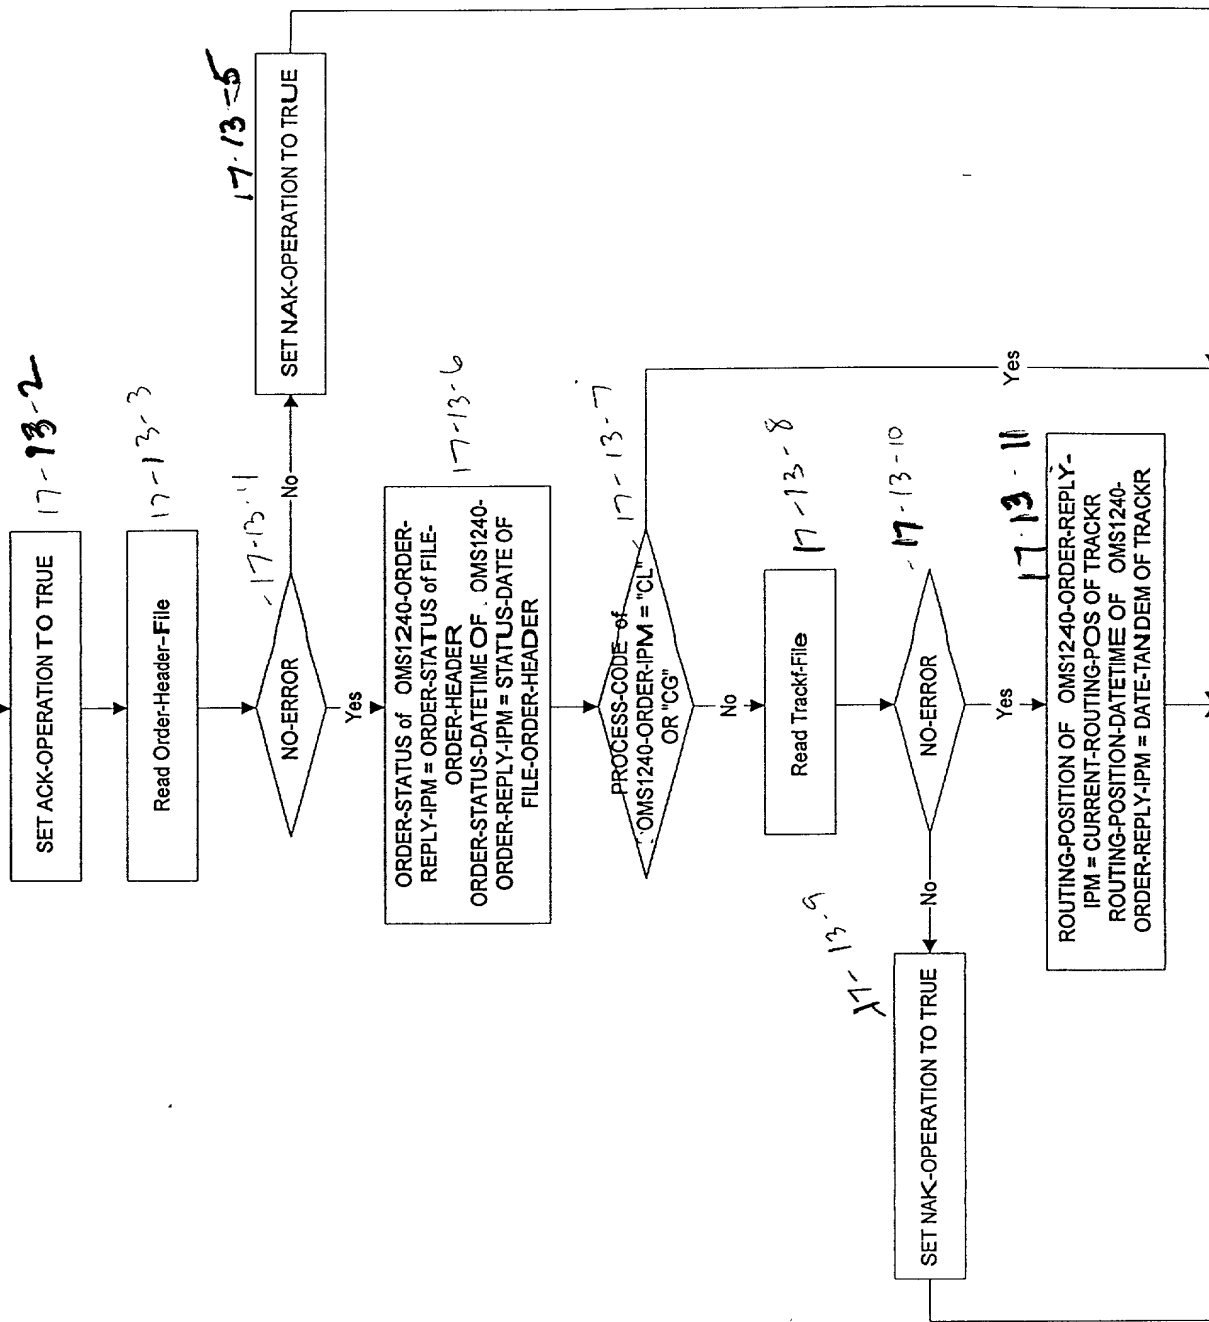 SET ACK-OPERATION TO TRUE
17-13-2
Read Order-Header-File
17-13-3
NO-ERROR
17-13-4
No
SET NAK-OPERATION TO TRUE
17-13-5
Yes
ORDER-STATUS of OMS1240-ORDER-
REPLY-IPM = ORDER-STATUS of FILE-
ORDER-HEADER
ORDER-STATUS-DATETIME OF OMS1240-
ORDER-REPLY-IPM = STATUS-DATE OF
FILE-ORDER-HEADER
17-13-6
PROCESS-CODE of
OMS1240-ORDER-IPM = "CL"
OR "CG"
17-13-7
Yes
No
Read Trackf-File
17-13-8
NO-ERROR
17-13-10
No
SET NAK-OPERATION TO TRUE
17-13-9
Yes
ROUTING-POSITION OF OMS1240-ORDER-REPLY-
IPM = CURRENT-ROUTING-POS OF TRACKR
ROUTING-POSITION-DATETIME OF OMS1240-
ORDER-REPLY-IPM = DATE-TANDEM OF TRACKR
17-13-11